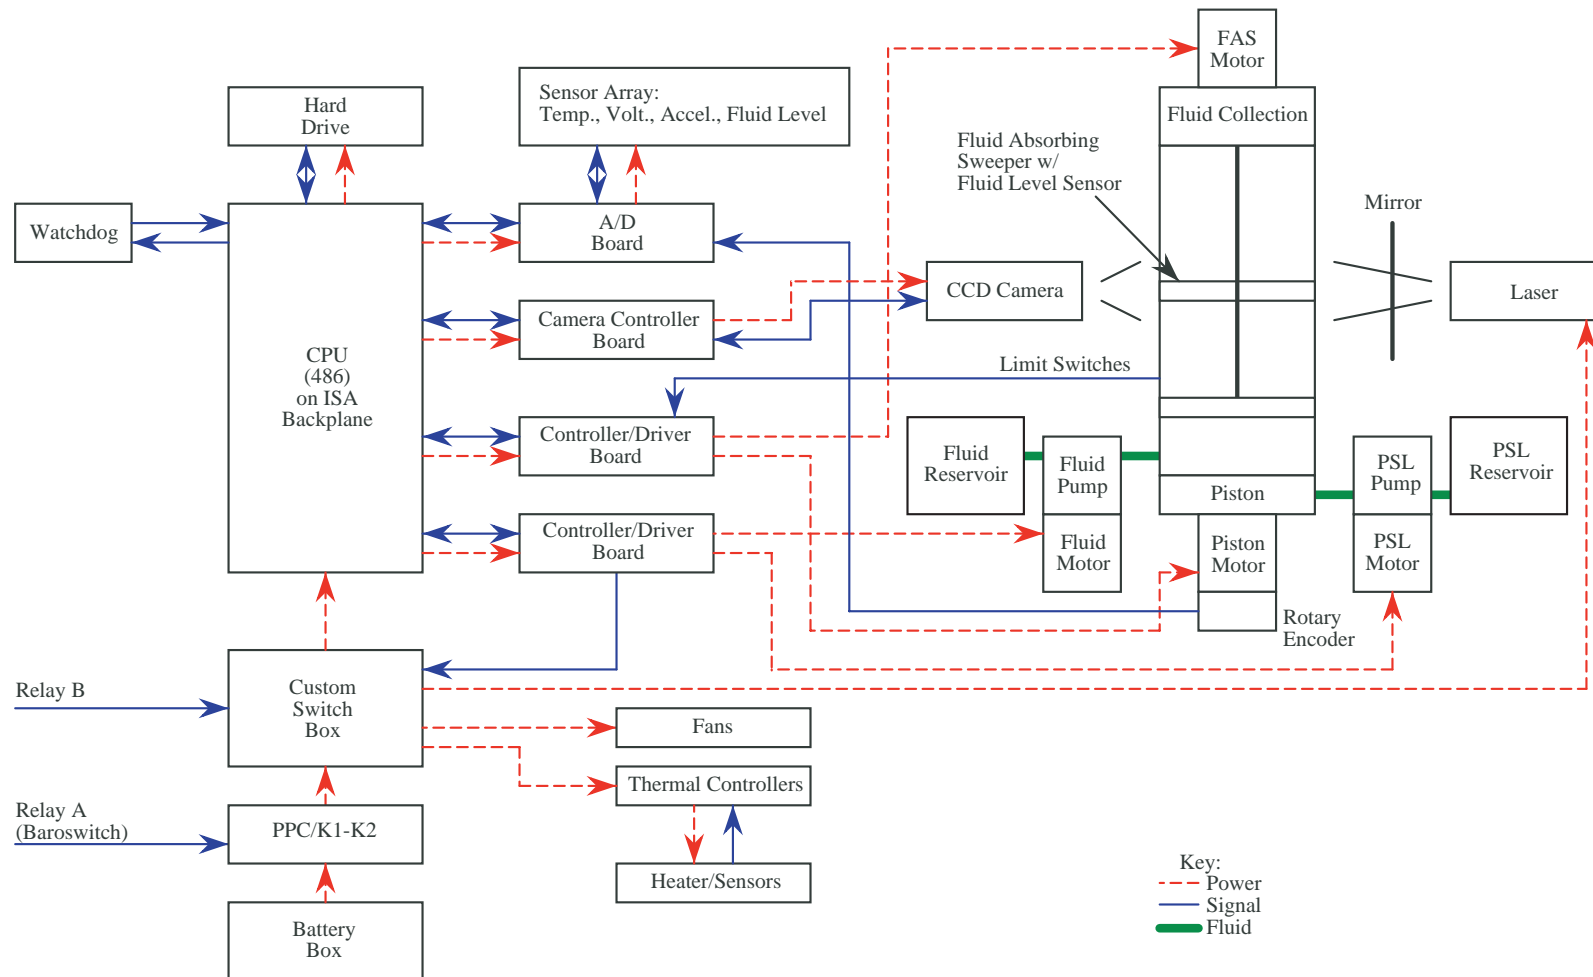 FAS
Motor
Sensor Array:
Temp., Volt., Accel., Fluid Level
Hard
Drive
Fluid Collection
Fluid Absorbing
Sweeper w/
Fluid Level Sensor
Mirror
Watchdog
A/D
Board
CCD Camera
Laser
Camera Controller
Board
CPU
(486)
on ISA
Backplane
Limit Switches
Controller/Driver
Board
Fluid
Reservoir
Fluid
Pump
PSL
Pump
PSL
Reservoir
Piston
Controller/Driver
Board
Fluid
Motor
Piston
Motor
PSL
Motor
Rotary
Encoder
Relay B
Custom
Switch
Box
Fans
Thermal Controllers
Relay A
(Baroswitch)
PPC/K1-K2
Heater/Sensors
Battery
Box
Key:
Power
Signal
Fluid